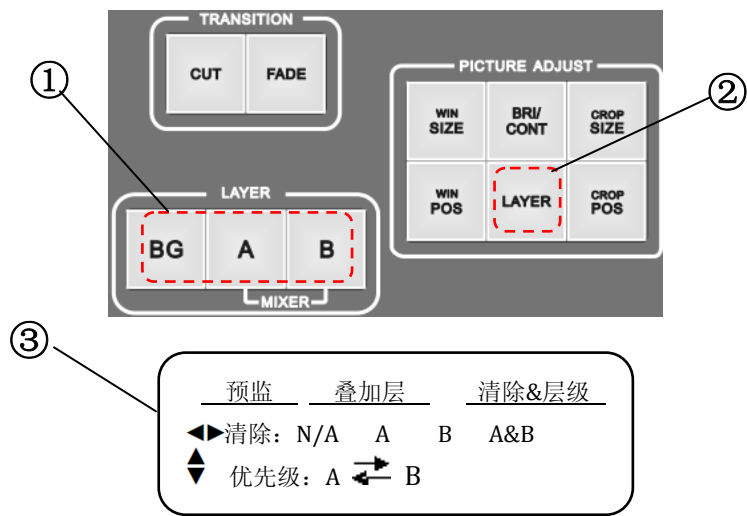 TRANSITION
CUT FADE
①
PICTURE ADJUST
②
WIN SIZE
BRI/ CONT
CROP SIZE
WIN POS
LAYER
CROP POS
LAYER
BG A B
MIXER
③
预监 叠加层 清除&层级
◀▶清除：N/A A B A&B
优先级：A B